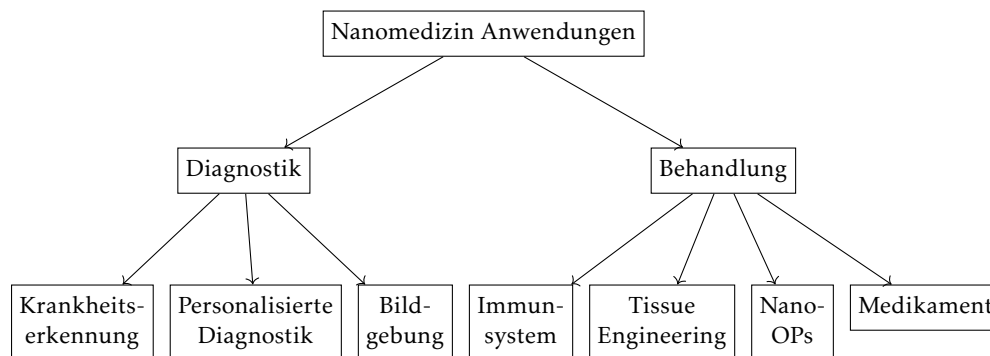 Nanomedizin Anwendungen
Diagnostik
Behandlung
Krankheits-
erkennung
Personalisierte
Diagnostik
Bild-
gebung
Immun-
system
Tissue
Engineering
Nano-
OPs
Medikament